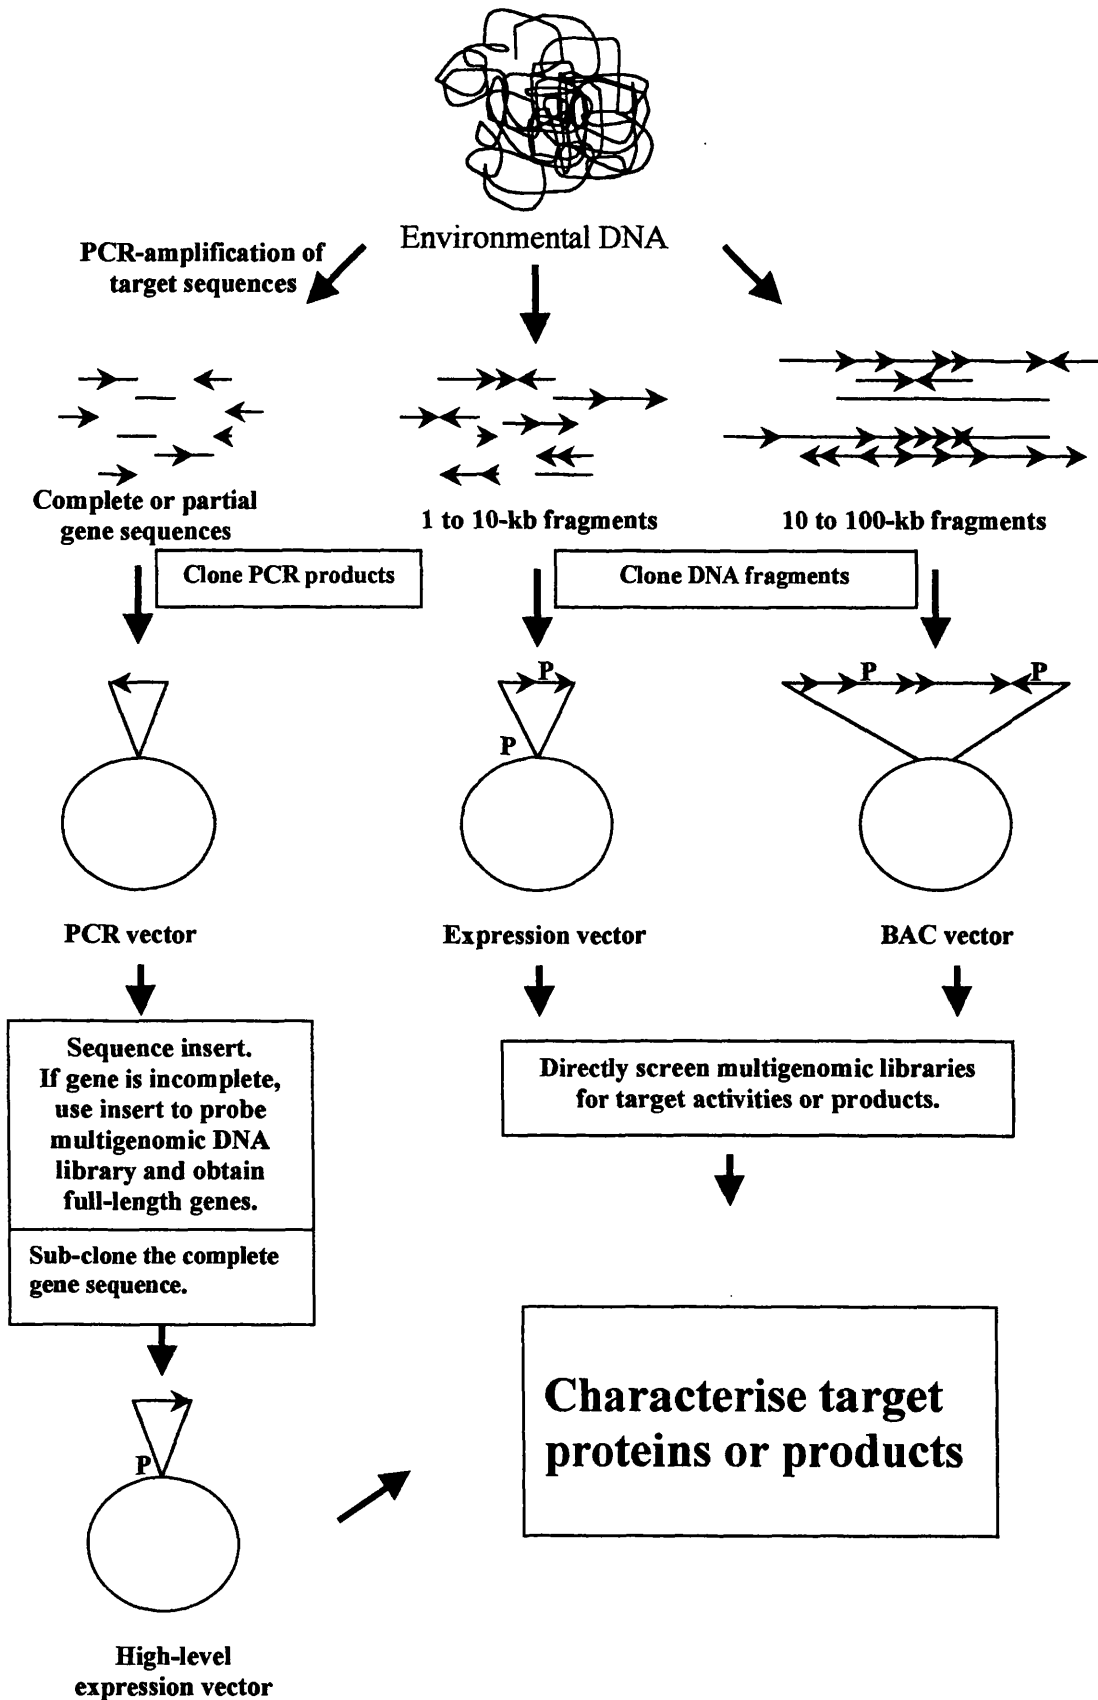 Environmental DNA
PCR-amplification of
target sequences
Complete or partial
gene sequences
1 to 10-kb fragments
10 to 100-kb fragments
Clone PCR products
Clone DNA fragments
P
P
P
P
PCR vector
Expression vector
BAC vector
Sequence insert.
If gene is incomplete,
use insert to probe
multigenomic DNA
library and obtain
full-length genes.
Sub-clone the complete
gene sequence.
Directly screen multigenomic libraries
for target activities or products.
P
High-level
expression vector
Characterise target
proteins or products